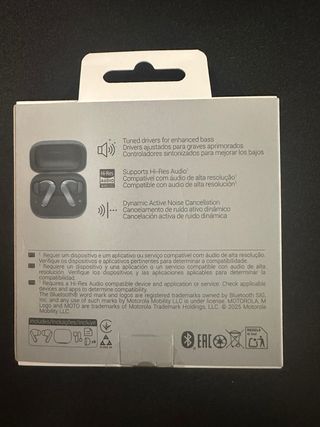 Tuned drivers for enhanced bass
Drivers ajustados para graves aprimorados
Controladores sintonizados para mejorar los bajos
Hi-Res
AUDIO
Supports Hi-Res Audio¹
Compatível com áudio de alta resolução¹
Compatible con audio de alta resolución¹
Dynamic Active Noise Cancellation
Cancelamento de ruído ativo dinâmico
Cancelación activa de ruido dinámica
1 Requer um dispositivo e um aplicativo ou serviço compatível com áudio de alta resolução.
Verifique os dispositivos e aplicativos pertinentes para determinar a compatibilidade.
1 Requiere un dispositivo y una aplicación o un servicio compatible con audio de alta
resolución. Verifique los dispositivos y las aplicaciones aplicables para determinar la
compatibilidad.
1 Requires a Hi-Res Audio compatible device and application or service. Check applicable
devices and apps to determine compatibility.
The Bluetooth® word mark and logos are registered trademarks owned by Bluetooth SIG,
Inc. and any use of such marks by Motorola Mobility LLC is under license. MOTOROLA, M
Logo and MOTO are trademarks of Motorola Trademark Holdings, LLC. © 2025 Motorola
Mobility LLC
includes/inclui/incluye
EAC